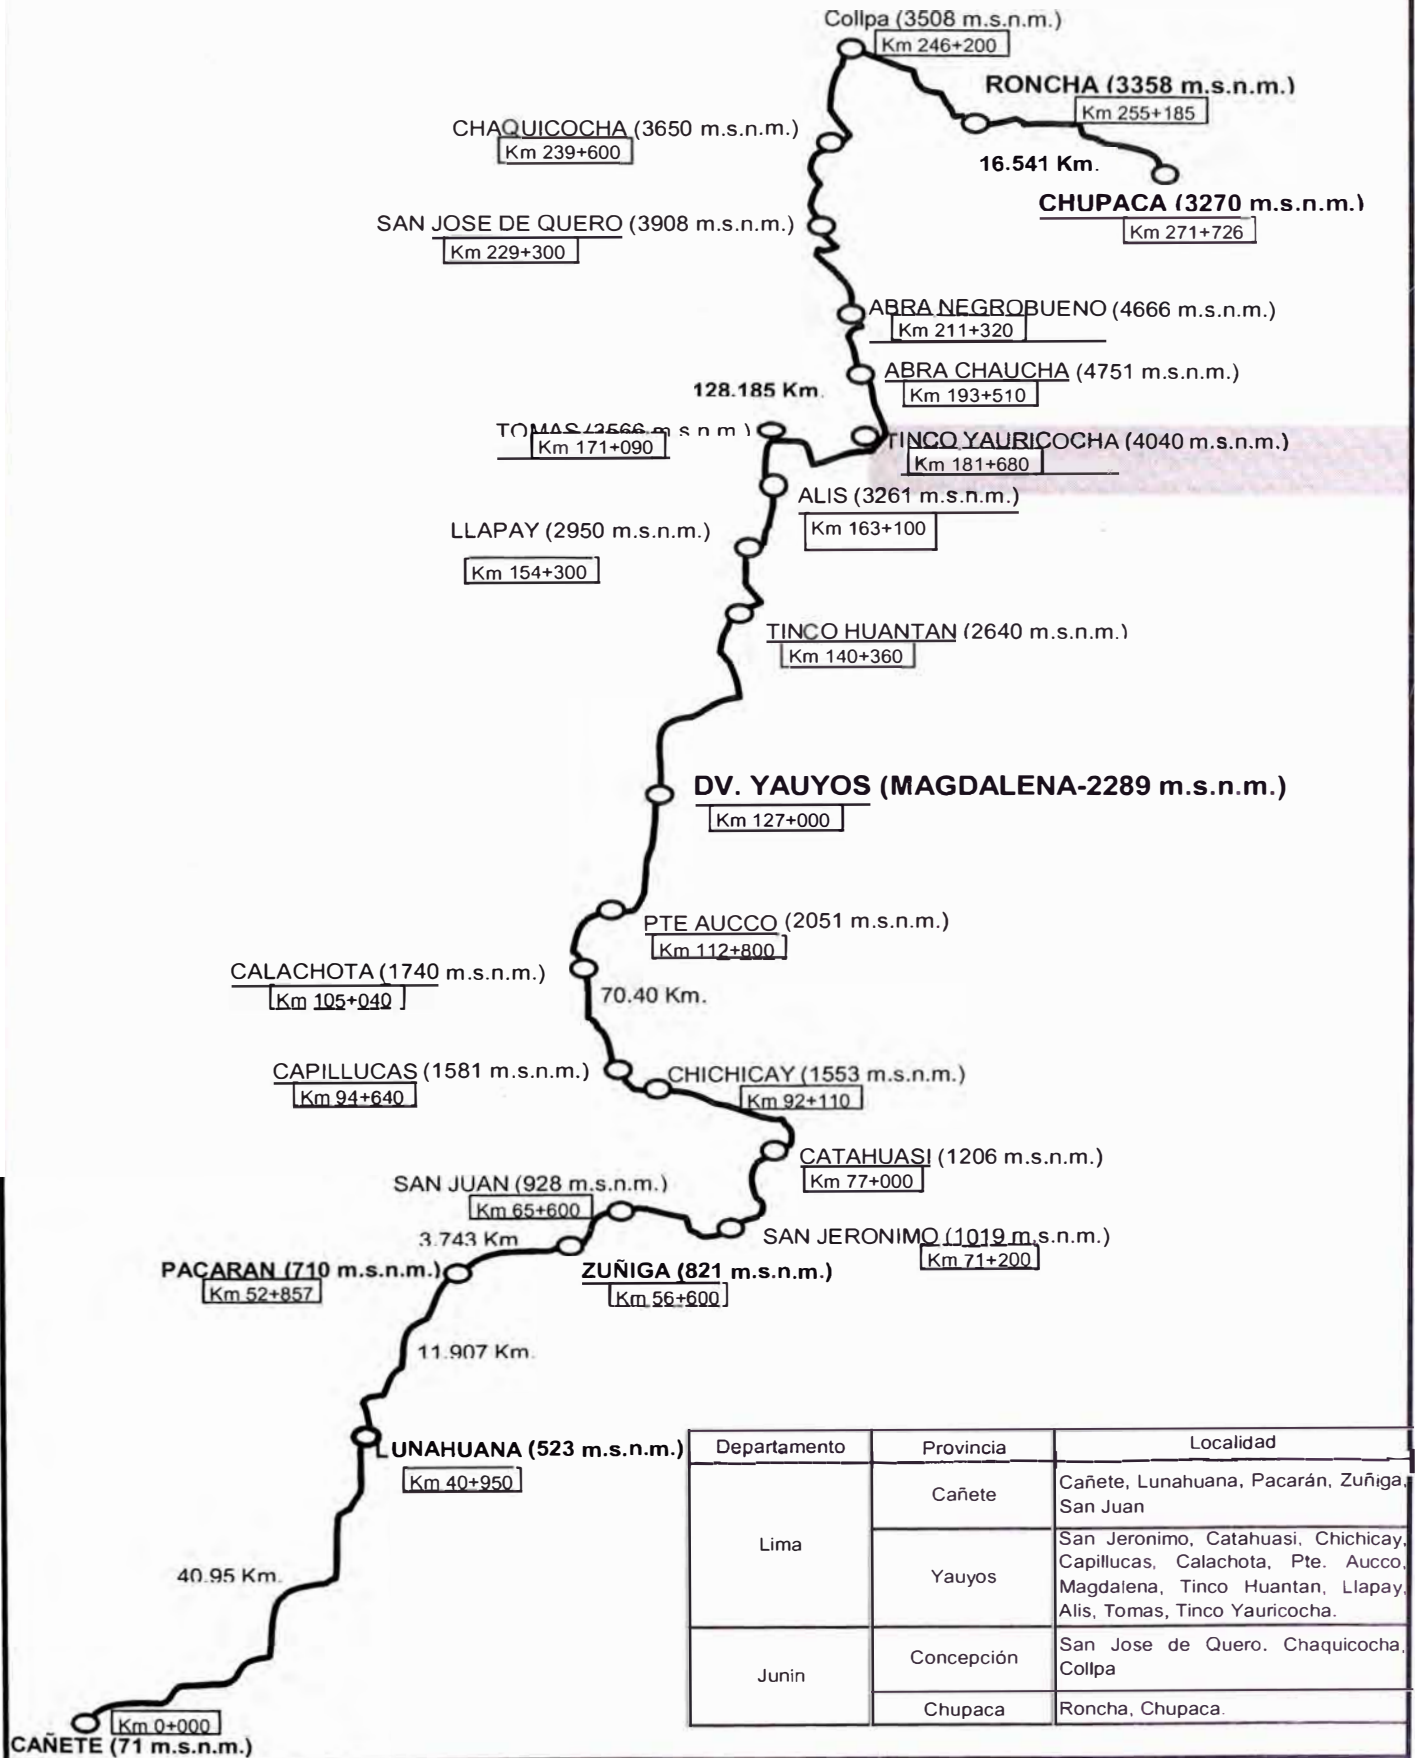 Collpa (3508 m.s.n.m.)
Km 246+200
RONCHA (3358 m.s.n.m.)
Km 255+185
CHAQUICOCHA (3650 m.s.n.m.)
Km 239+600
16.541 Km.
CHUPACA (3270 m.s.n.m.)
Km 271+726
SAN JOSE DE QUERO (3908 m.s.n.m.)
Km 229+300
ABRA NEGROBUENO (4666 m.s.n.m.)
Km 211+320
ABRA CHAUCHA (4751 m.s.n.m.)
Km 193+510
128.185 Km.
TOMAS (3566 m.s.n.m.)
Km 171+090
TINCO YAURICOCHA (4040 m.s.n.m.)
Km 181+680
ALIS (3261 m.s.n.m.)
Km 163+100
LLAPAY (2950 m.s.n.m.)
Km 154+300
TINCO HUANTAN (2640 m.s.n.m.)
Km 140+360
DV. YAUYOS (MAGDALENA-2289 m.s.n.m.)
Km 127+000
PTE AUCCO (2051 m.s.n.m.)
Km 112+800
CALACHOTA (1740 m.s.n.m.)
Km 105+040
70.40 Km.
CAPILLUCAS (1581 m.s.n.m.)
Km 94+640
CHICHICAY (1553 m.s.n.m.)
Km 92+110
CATAHUASI (1206 m.s.n.m.)
Km 77+000
SAN JUAN (928 m.s.n.m.)
Km 65+600
SAN JERONIMO (1019 m.s.n.m.)
Km 71+200
3.743 Km
PACARAN (710 m.s.n.m.)
Km 52+857
ZUÑIGA (821 m.s.n.m.)
Km 56+600
11.907 Km.
LUNAHUANA (523 m.s.n.m.)
Km 40+950
40.95 Km.
Km 0+000
CAÑETE (71 m.s.n.m.)
Departamento Provincia Localidad
Lima
Cañete
Cañete, Lunahuana, Pacarán, Zuñiga,
San Juan
Yauyos
San Jeronimo, Catahuasi, Chichicay,
Capillucas, Calachota, Pte. Aucco,
Magdalena, Tinco Huantan, Llapay,
Alis, Tomas, Tinco Yauricocha.
Junin
Concepción
San Jose de Quero. Chaquicocha,
Collpa
Chupaca
Roncha, Chupaca.